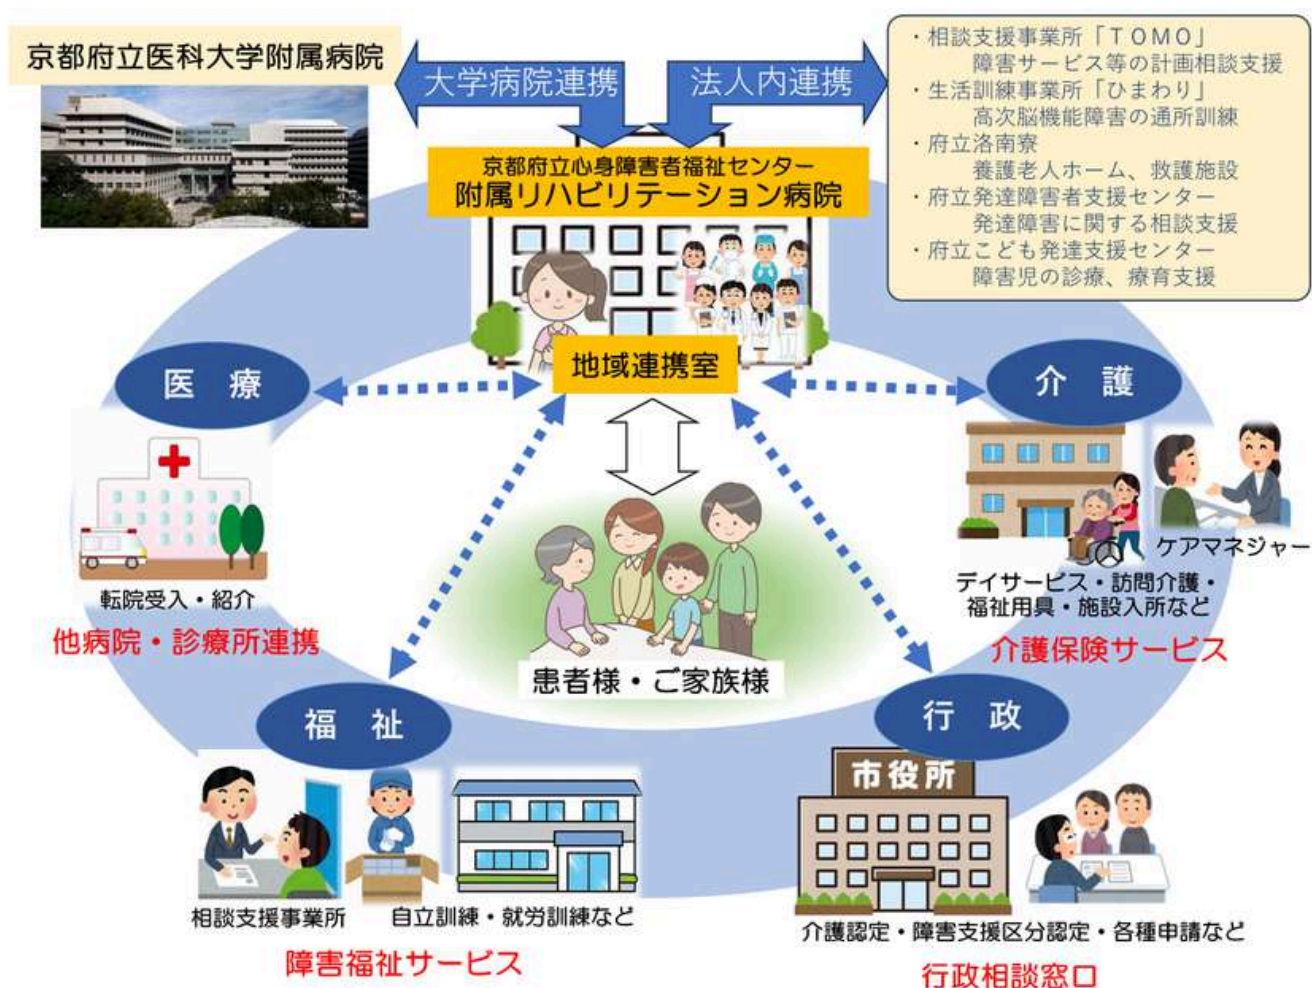 京都府立医科大学附属病院
大学病院連携
法人内連携
・相談支援事業所「ＴＯＭＯ」
障害サービス等の計画相談支援
・生活訓練事業所「ひまわり」
高次脳機能障害の通所訓練
・府立洛南寮
養護老人ホーム、救護施設
・府立発達障害者支援センター
発達障害に関する相談支援
・府立こども発達支援センター
障害児の診療、療育支援
京都府立心身障害者福祉センター
附属リハビリテーション病院
地域連携室
医　療
転院受入・紹介
他病院・診療所連携
介　護
ケアマネジャー
デイサービス・訪問介護・
福祉用具・施設入所など
介護保険サービス
患者様・ご家族様
福　祉
相談支援事業所
自立訓練・就労訓練など
障害福祉サービス
行　政
市役所
介護認定・障害支援区分認定・各種申請など
行政相談窓口